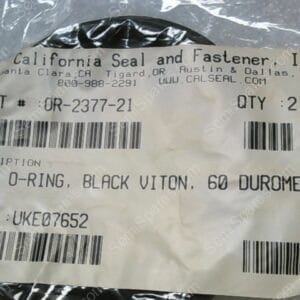 California Seal and Fastener, I
anta Clara,CA Tigard,OR Austin & Dallas,
800-988-2291 WWW.CALSEAL.COM
T # :OR-2377-21 QTY : 2
IPTION :
O-RING, BLACK VITON, 60 DUROME
:UKE07652